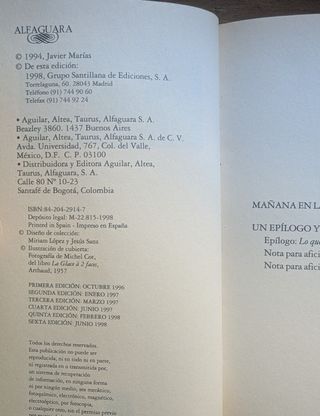 ALFAGUARA
© 1994, Javier Marías
© De esta edición:
1998, Grupo Santillana de Ediciones, S. A.
Torrelaguna, 60. 28043 Madrid
Teléfono (91) 744 90 60
Telefax (91) 744 92 24
• Aguilar, Altea, Taurus, Alfaguara S. A.
Beazley 3860. 1437 Buenos Aires
• Aguilar, Altea, Taurus, Alfaguara S. A. de C. V.
Avda. Universidad, 767, Col. del Valle,
México, D.F. C. P. 03100
• Distribuidora y Editora Aguilar, Altea,
Taurus, Alfaguara, S. A.
Calle 80 Nº 10-23
Santafé de Bogotá, Colombia
ISBN:84-204-2914-7
Depósito legal: M-22.815-1998
Printed in Spain - Impreso en España
© Diseño de colección:
Miriam López y Jesús Sanz
© Ilustración de cubierta:
Fotografía de Michel Cot,
del libro La Glace à 2 faces,
Arthaud, 1957
PRIMERA EDICIÓN: OCTUBRE 1996
SEGUNDA EDICIÓN: ENERO 1997
TERCERA EDICIÓN: MARZO 1997
CUARTA EDICIÓN: JUNIO 1997
QUINTA EDICIÓN: FEBRERO 1998
SEXTA EDICIÓN: JUNIO 1998
Todos los derechos reservados.
Esta publicación no puede ser
reproducida, ni en todo ni en parte,
ni registrada en o transmitida por,
un sistema de recuperación
de información, en ninguna forma
ni por ningún medio, sea mecánico,
fotoquímico, electrónico, magnético,
electroóptico, por fotocopia,
o cualquier otro, sin el permiso previo
MAÑANA EN LA
UN EPÍLOGO Y
Epílogo: Lo que
Nota para afici
Nota para afici